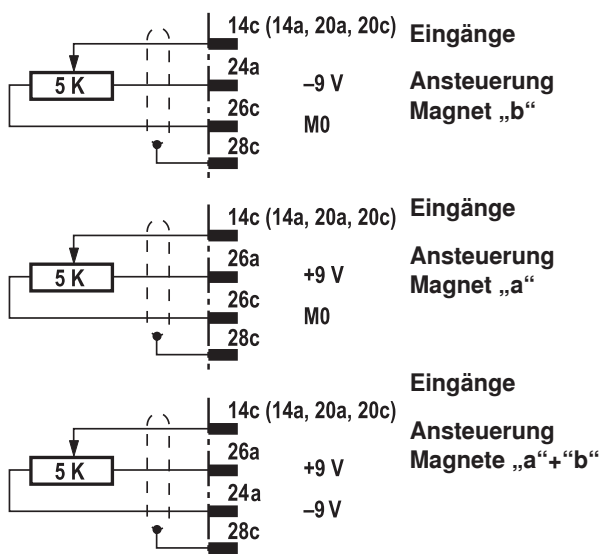 14c (14a, 20a, 20c) Eingänge
24a
5 K –9 V Ansteuerung
26c Magnet „b“
M0
28c
14c (14a, 20a, 20c) Eingänge
26a Ansteuerung
5 K +9 V Magnet „a“
26c
M0
28c
Eingänge
14c (14a, 20a, 20c)
Ansteuerung
26a Magnete „a“+“b“
5 K +9 V
24a
–9 V
28c